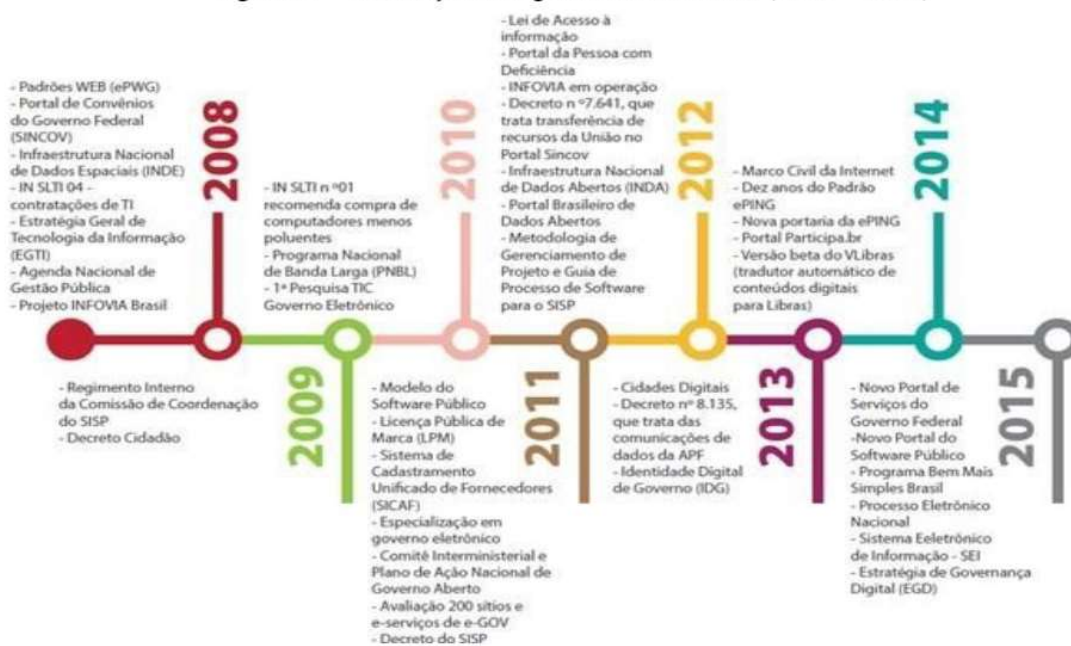 - Padrões WEB (ePWG)
- Portal de Convênios
do Governo Federal
(SINCOV)
- Infraestrutura Nacional
de Dados Espaciais (INDE)
- IN SLTI 04 –
contratações de TI
- Estratégia Geral de
Tecnologia da Informação
(EGTI)
- Agenda Nacional de
Gestão Pública
- Projeto INFOVIA Brasil
2008
- Regimento Interno
da Comissão de Coordenação
do SISP
- Decreto Cidadão
2009
- IN SLTI n º01
recomenda compra de
computadores menos
poluentes
- Programa Nacional
de Banda Larga (PNBL)
- 1ª Pesquisa TIC
Governo Eletrônico
2010
- Modelo do
Software Público
- Licença Pública de
Marca (LPM)
- Sistema de
Cadastramento
Unificado de Fornecedores
(SICAF)
- Especialização em
governo eletrônico
- Comitê Interministerial e
Plano de Ação Nacional de
Governo Aberto
- Avaliação 200 sítios e
e-serviços de e-GOV
- Decreto do SISP
2011
- Lei de Acesso à
informação
- Portal da Pessoa com
Deficiência
- INFOVIA em operação
- Decreto n º7.641, que
trata transferência de
recursos da União no
Portal Sincov
- Infraestrutura Nacional
de Dados Abertos (INDA)
- Portal Brasileiro de
Dados Abertos
- Metodologia de
Gerenciamento de
Projeto e Guia de
Processo de Software
para o SISP
2012
- Cidades Digitais
- Decreto nº 8.135,
que trata das
comunicações de
dados da APF
- Identidade Digital
de Governo (IDG)
2013
- Marco Civil da Internet
- Dez anos do Padrão
ePING
- Nova portaria da ePING
- Portal Participa.br
- Versão beta do VLibras
(tradutor automático de
conteúdos digitais
para Libras)
2014
- Novo Portal de
Serviços do
Governo Federal
-Novo Portal do
Software Público
- Programa Bem Mais
Simples Brasil
- Processo Eletrônico
Nacional
- Sistema Eeletrônico
de Informação - SEI
- Estratégia de Governança
Digital (EGD)
2015